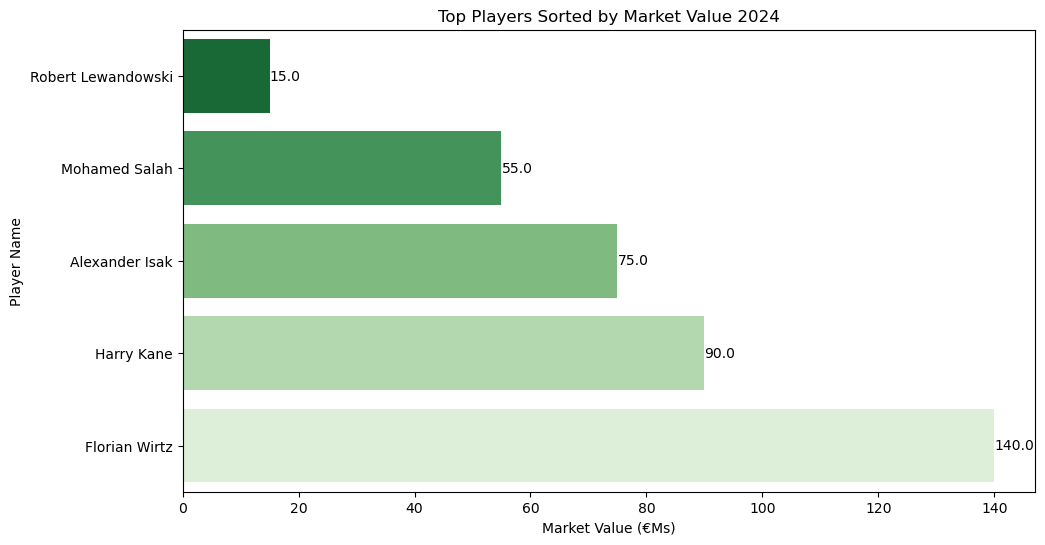 Top Players Sorted by Market Value 2024
Player Name
Robert Lewandowski
15.0
Mohamed Salah
55.0
Alexander Isak
75.0
Harry Kane
90.0
Florian Wirtz
140.0
0 20 40 60 80 100 120 140
Market Value (€Ms)